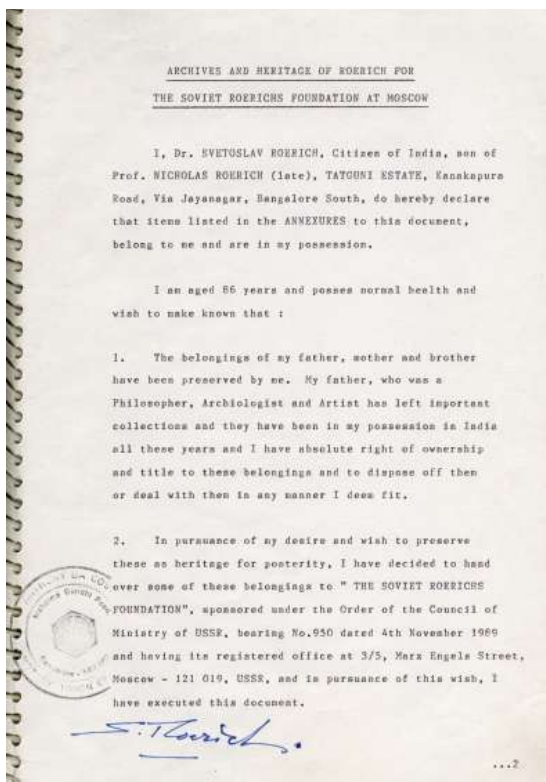 ARCHIVES AND HERITAGE OF ROERICH FOR
THE SOVIET ROERICHS FOUNDATION AT MOSCOW
I, Dr. SVETOSLAV ROERICH, Citizen of India, son of
Prof. NICHOLAS ROERICH (late), TATGUNI ESTATE, Kanakapura
Road, Via Jayanagar, Bangalore South, do hereby declare
that items listed in the ANNEXURES to this document,
belong to me and are in my possession.
I am aged 86 years and posses normal health and
wish to make known that :
1. The belongings of my father, mother and brother
have been preserved by me. My father, who was a
Philosopher, Archiologist and Artist has left important
collections and they have been in my possession in India
all these years and I have absolute right of ownership
and title to these belongings and to dispose off them
or deal with them in any manner I deem fit.
2. In pursuance of my desire and wish to preserve
these as heritage for posterity, I have decided to hand
over some of these belongings to " THE SOVIET ROERICHS
FOUNDATION", sponsored under the Order of the Council of
Ministry of USSR, bearing No.950 dated 4th November 1989
and having its registered office at 3/5, Marx Engels Street,
Moscow - 121 019, USSR, and in pursuance of this wish, I
have executed this document.
S. Roerich
...2